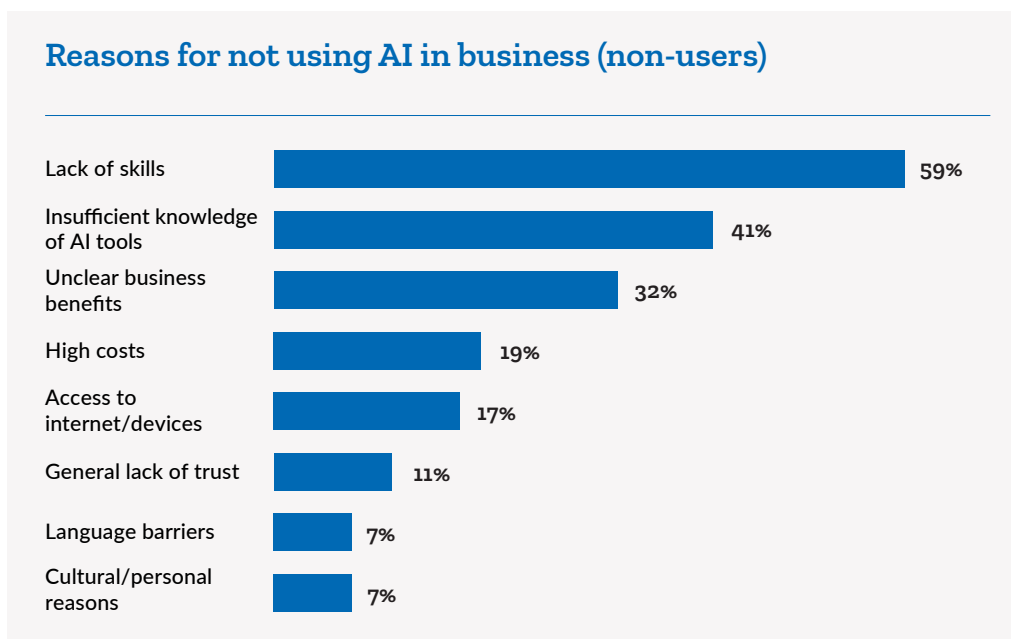 Reasons for not using AI in business (non-users)
Lack of skills
59%
Insufficient knowledge
of AI tools
41%
Unclear business
benefits
32%
High costs
19%
Access to
internet/devices
17%
General lack of trust
11%
Language barriers
7%
Cultural/personal
reasons
7%